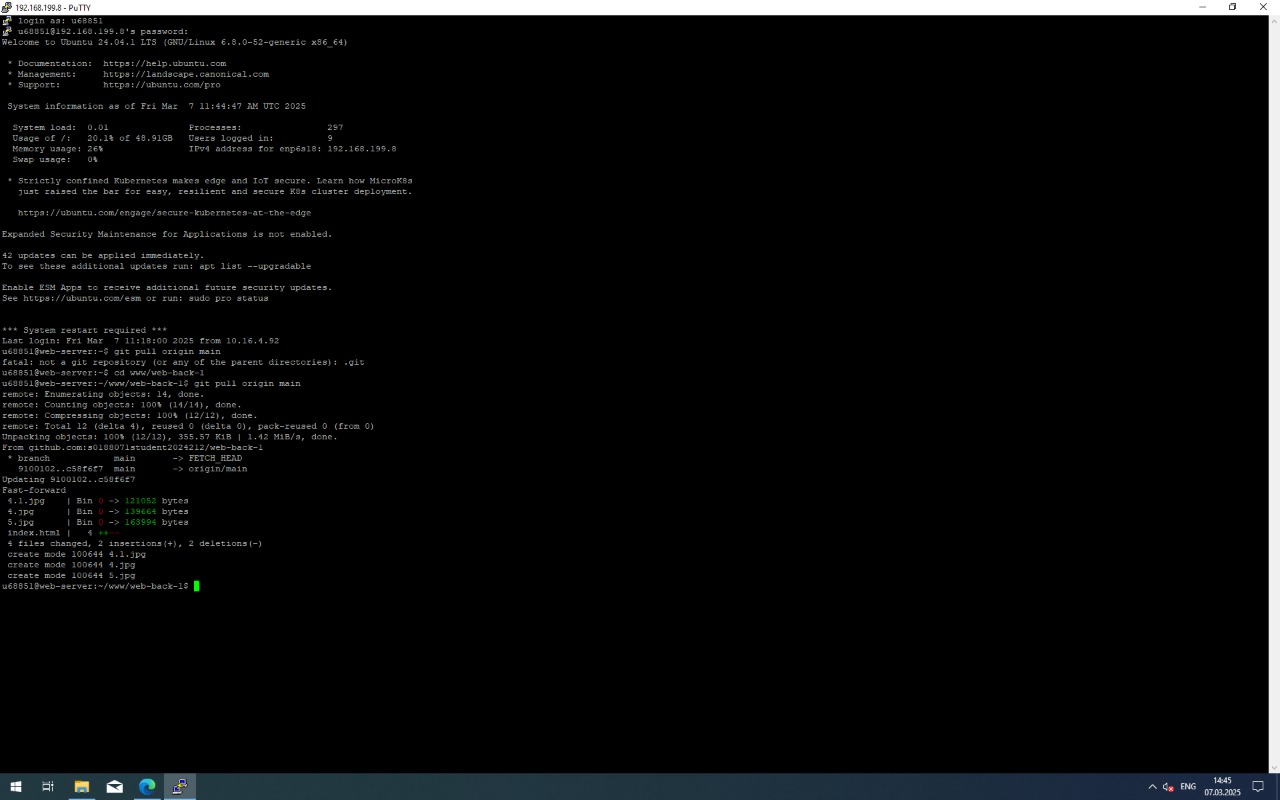 192.168.199.8 - PuTTY
login as: u68851
u68851@192.168.199.8's password:
Welcome to Ubuntu 24.04.1 LTS (GNU/Linux 6.8.0-52-generic x86_64)
* Documentation:  https://help.ubuntu.com
* Management:     https://landscape.canonical.com
* Support:        https://ubuntu.com/pro
System information as of Fri Mar  7 11:44:47 AM UTC 2025
System load:  0.01               Processes:                297
Usage of /:   20.1% of 48.91GB   Users logged in:          9
Memory usage: 26%                IPv4 address for enp6s18: 192.168.199.8
Swap usage:   0%
* Strictly confined Kubernetes makes edge and IoT secure. Learn how MicroK8s
just raised the bar for easy, resilient and secure K8s cluster deployment.
https://ubuntu.com/engage/secure-kubernetes-at-the-edge
Expanded Security Maintenance for Applications is not enabled.
42 updates can be applied immediately.
To see these additional updates run: apt list --upgradable
Enable ESM Apps to receive additional future security updates.
See https://ubuntu.com/esm or run: sudo pro status
*** System restart required ***
Last login: Fri Mar  7 11:18:00 2025 from 10.16.4.92
u68851@web-server:~$ git pull origin main
fatal: not a git repository (or any of the parent directories): .git
u68851@web-server:~$ cd www/web-back-1
u68851@web-server:~/www/web-back-1$ git pull origin main
remote: Enumerating objects: 14, done.
remote: Counting objects: 100% (14/14), done.
remote: Compressing objects: 100% (12/12), done.
remote: Total 12 (delta 4), reused 0 (delta 0), pack-reused 0 (from 0)
Unpacking objects: 100% (12/12), 355.57 KiB | 1.42 MiB/s, done.
From github.com:s0188071student2024212/web-back-1
* branch            main       -> FETCH_HEAD
9100102..c58f6f7  main       -> origin/main
Updating 9100102..c58f6f7
Fast-forward
4.1.jpg    | Bin 0 -> 121052 bytes
4.jpg      | Bin 0 -> 139664 bytes
5.jpg      | Bin 0 -> 163994 bytes
index.html |   4 ++--
4 files changed, 2 insertions(+), 2 deletions(-)
create mode 100644 4.1.jpg
create mode 100644 4.jpg
create mode 100644 5.jpg
u68851@web-server:~/www/web-back-1$
ENG
14:45
07.03.2025